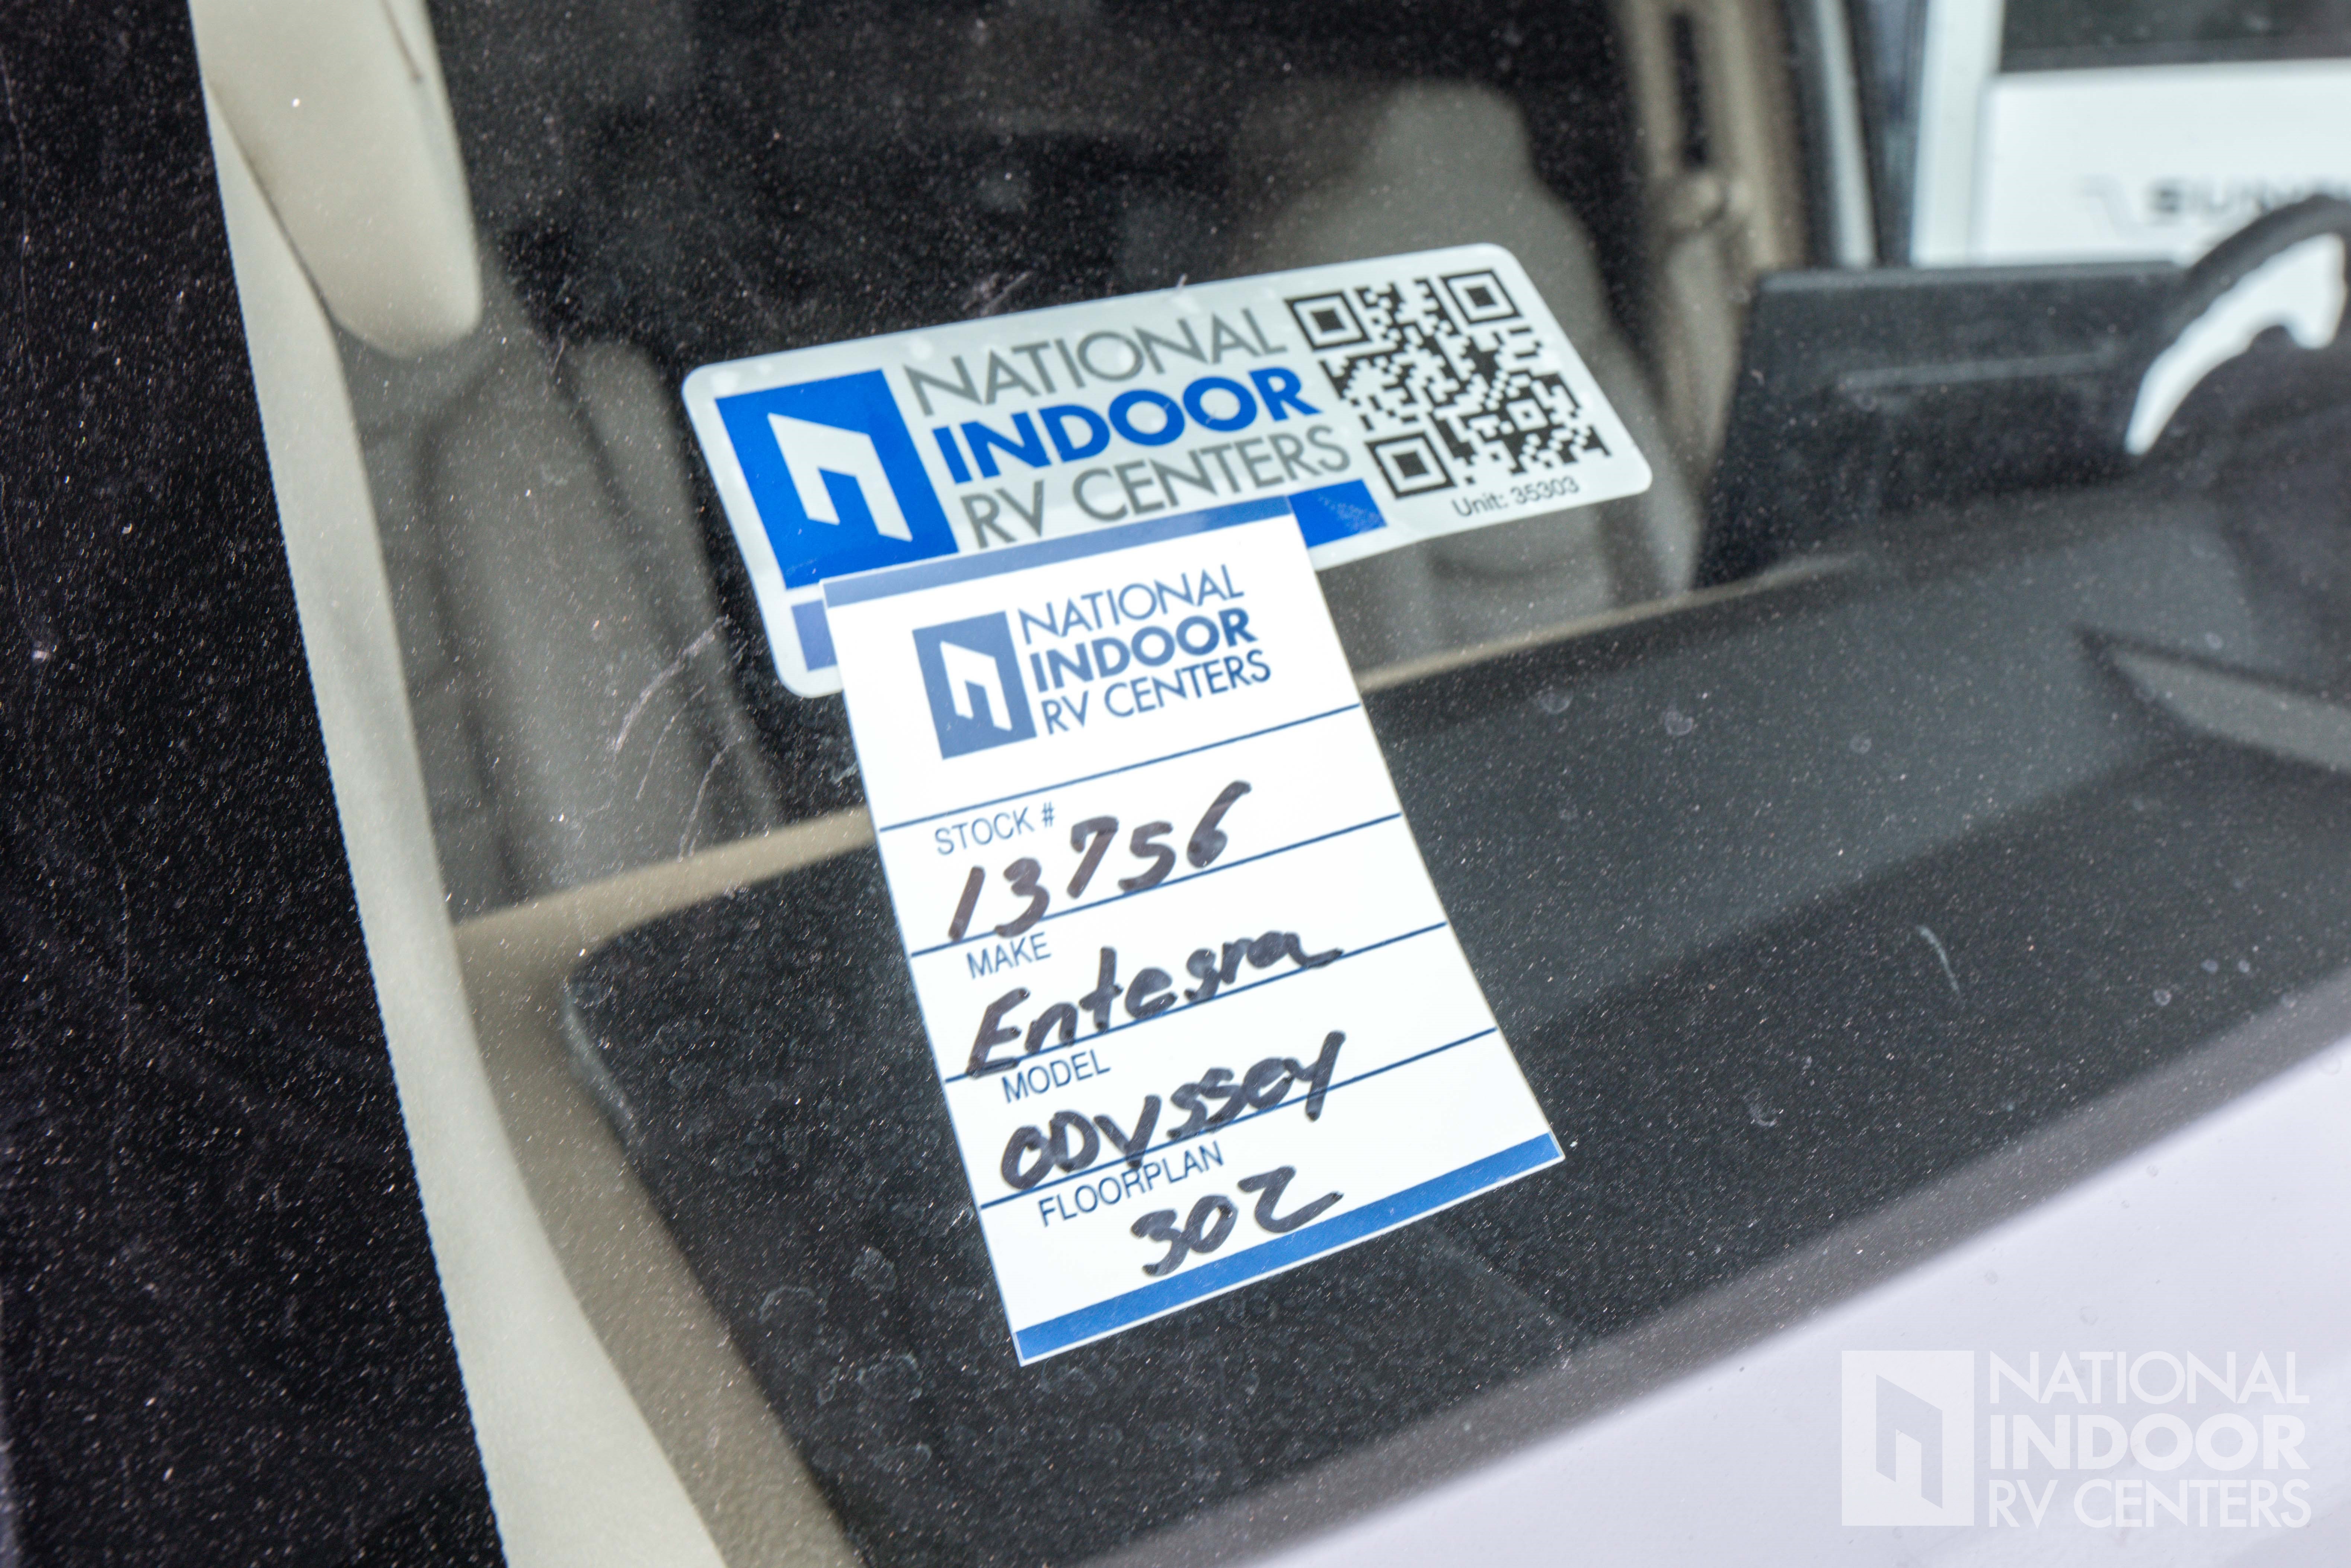 NATIONAL
INDOOR
RV CENTERS
Unit: 35303
NATIONAL
INDOOR
RV CENTERS
STOCK #
13756
MAKE
Entegra
MODEL
ODYSSEY
FLOORPLAN
30Z
NATIONAL
INDOOR
RV CENTERS